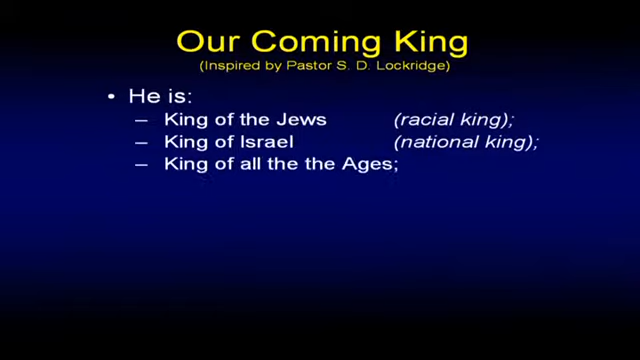 Our Coming King
(Inspired by Pastor S. D. Lockridge)
• He is:
– King of the Jews (racial king);
– King of Israel (national king);
– King of all the the Ages;